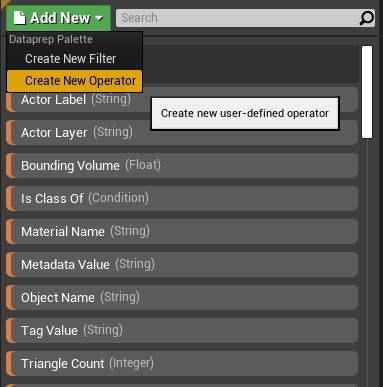 Add New
Search
Dataprep Palette
Create New Filter
Create New Operator
Actor Label (String)
Create new user-defined operator
Actor Layer (String)
Bounding Volume (Float)
Is Class Of (Condition)
Material Name (String)
Metadata Value (String)
Object Name (String)
Tag Value (String)
Triangle Count (Integer)